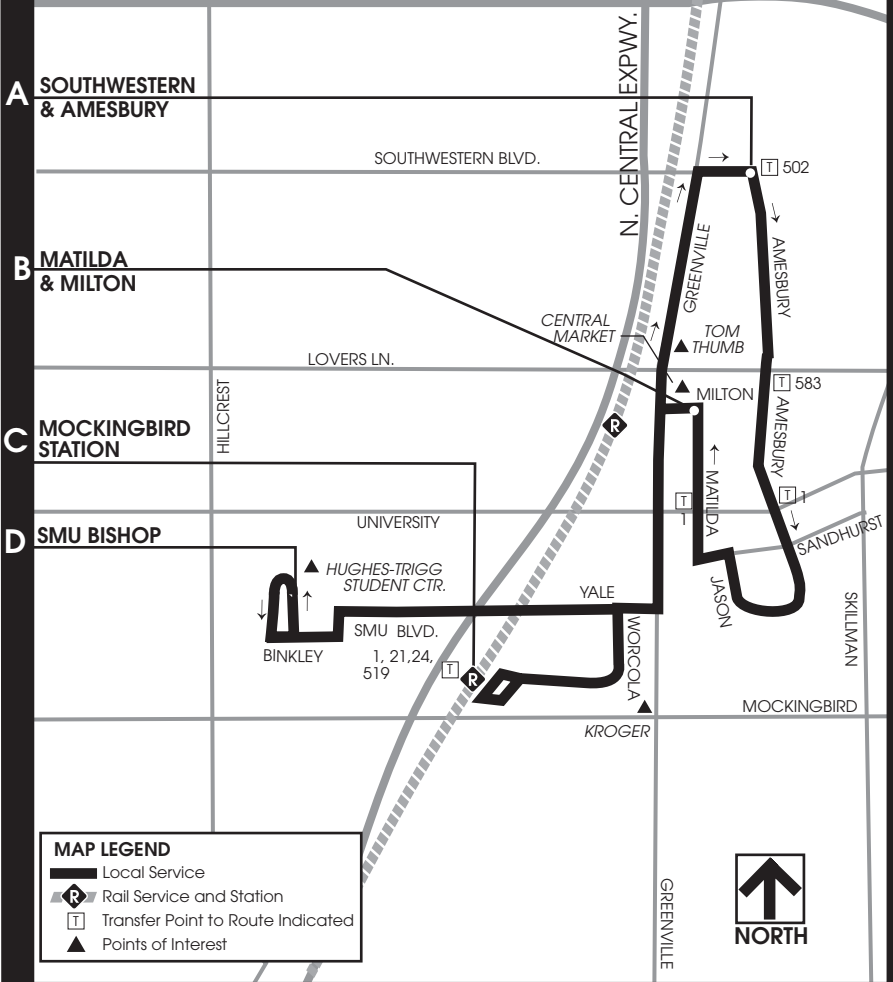 A
SOUTHWESTERN
& AMESBURY
N. CENTRAL EXPWY.
SOUTHWESTERN BLVD.
T 502
B
MATILDA
& MILTON
GREENVILLE
AMESBURY
CENTRAL
MARKET
TOM
THUMB
LOVERS LN.
HILLCREST
T 583
MILTON
AMESBURY
C
MOCKINGBIRD
STATION
R
MATILDA
T
1
T 1
UNIVERSITY
SANDHURST
D
SMU BISHOP
HUGHES-TRIGG
STUDENT CTR.
YALE
JASON
SKILLMAN
SMU BLVD.
BINKLEY
WORCOLA
1, 21,24,
519
T
R
MOCKINGBIRD
KROGER
MAP LEGEND
Local Service
R Rail Service and Station
T Transfer Point to Route Indicated
Points of Interest
GREENVILLE
NORTH